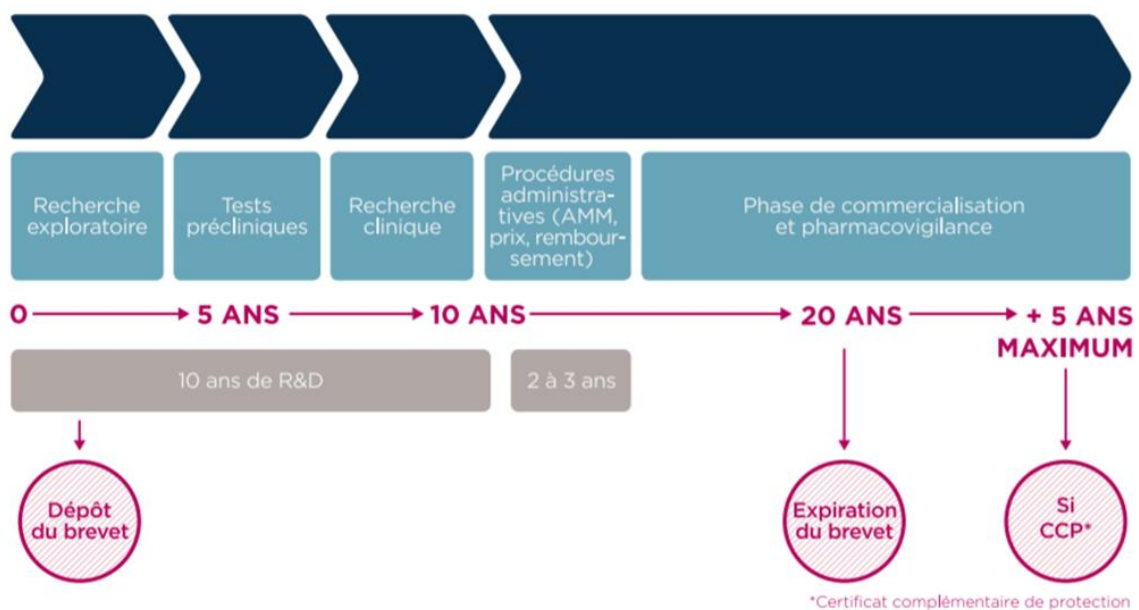 Recherche
exploratoire
Tests
précliniques
Recherche
clinique
Procédures
administra-
tives (AMM,
prix, rembour-
sement)
Phase de commercialisation
et pharmacovigilance
0
5 ANS
10 ANS
20 ANS
+ 5 ANS
MAXIMUM
10 ans de R&D
2 à 3 ans
Dépôt
du brevet
Expiration
du brevet
Si
CCP*
*Certificat complémentaire de protection